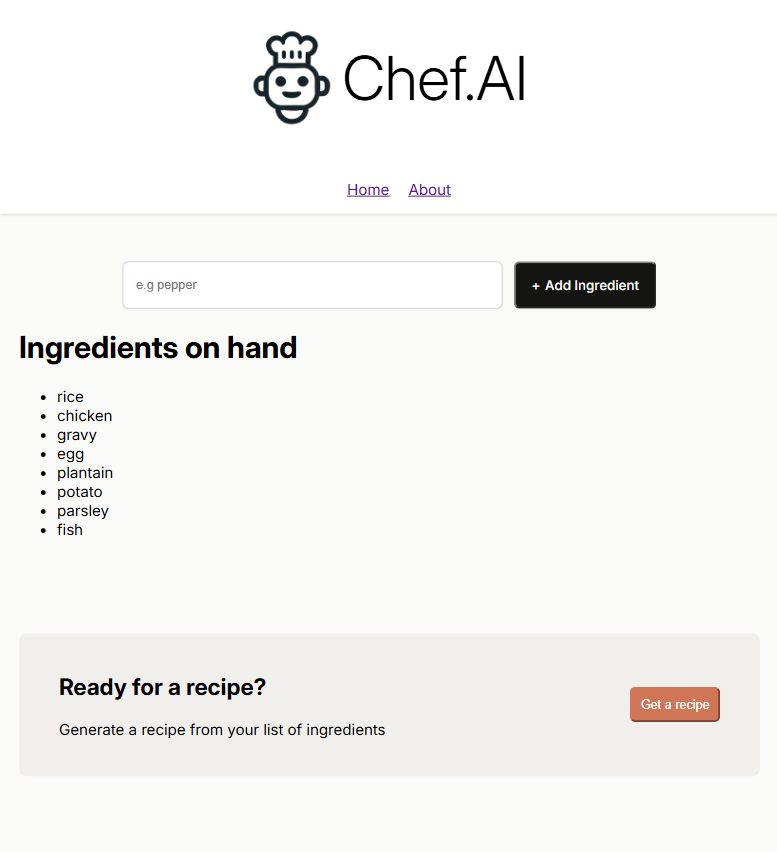 Chef.AI
Home About
e.g pepper + Add Ingredient
Ingredients on hand
• rice
• chicken
• gravy
• egg
• plantain
• potato
• parsley
• fish
Ready for a recipe?
Get a recipe
Generate a recipe from your list of ingredients